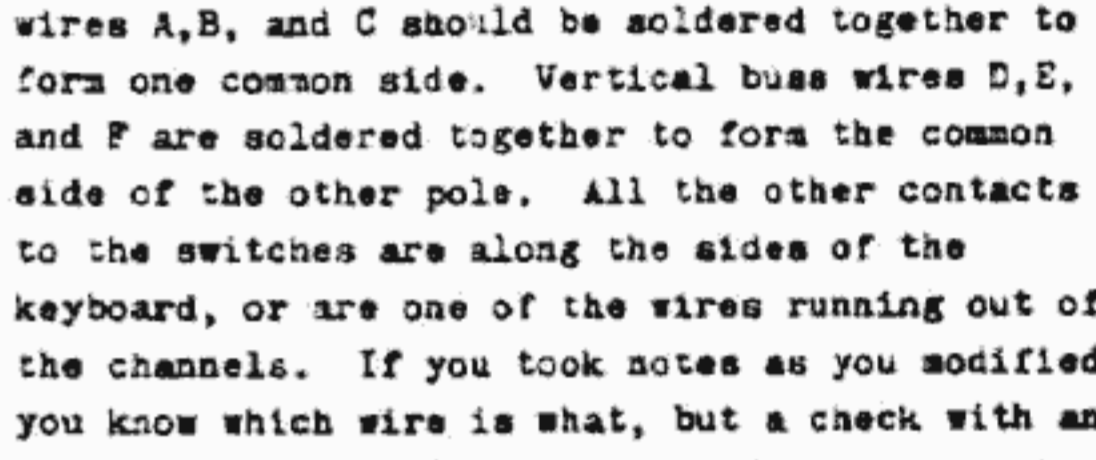 wires A,B, and C should be soldered together to
form one common side.  Vertical buss wires D,E,
and F are soldered together to form the common
side of the other pole.  All the other contacts
to the switches are along the sides of the
keyboard, or are one of the wires running out of
the channels.  If you took notes as you modified
you know which wire is what, but a check with an